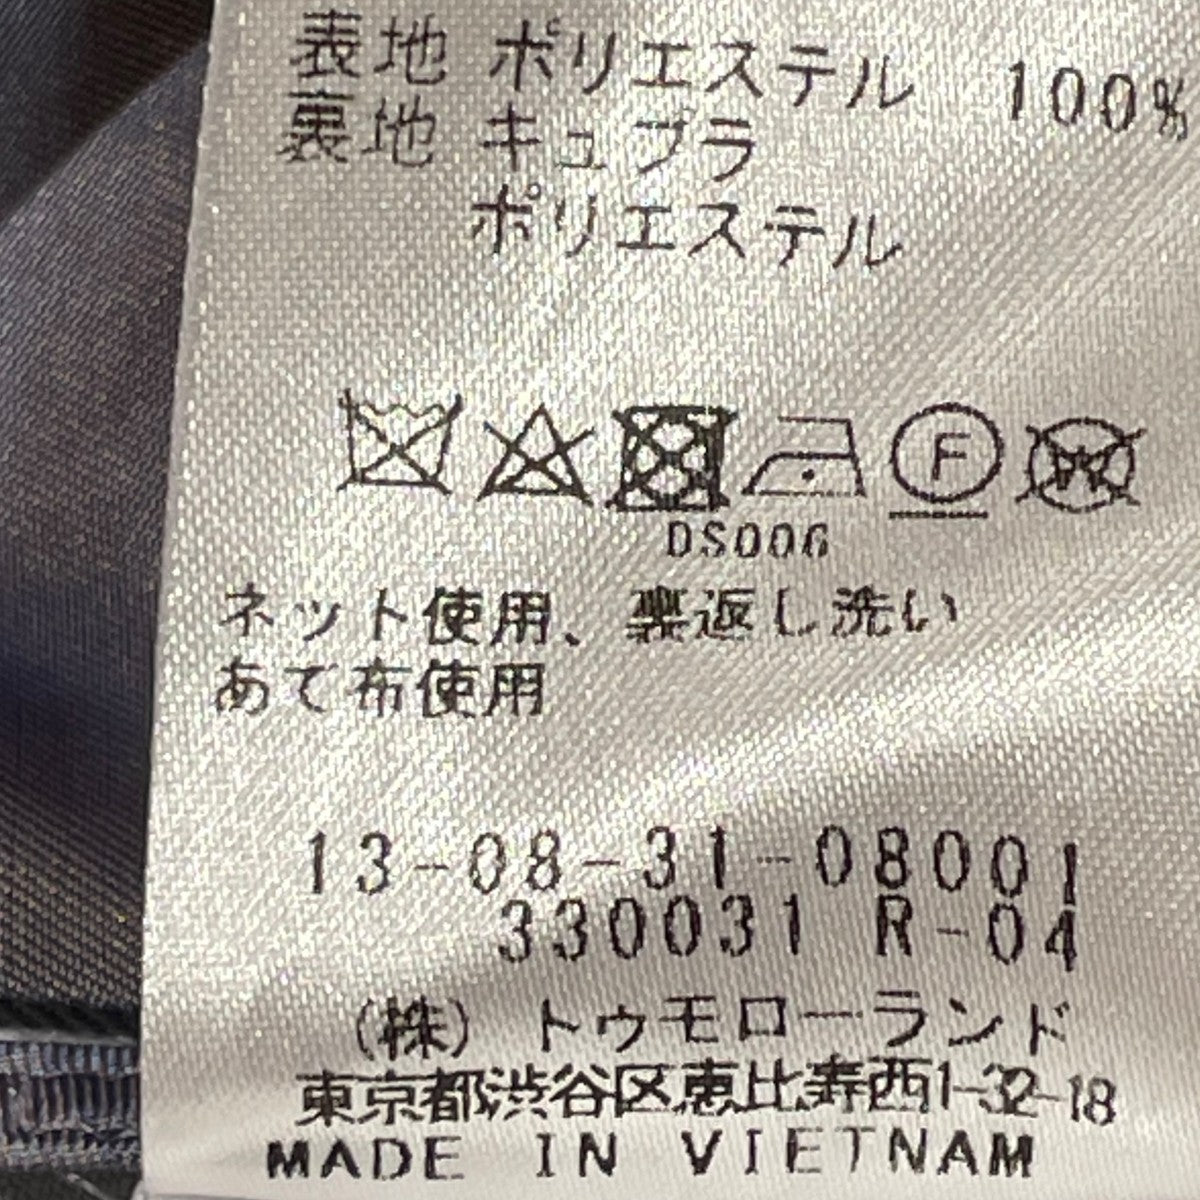 表地 ポリエステル 100%
裏地 キュプラ
ポリエステル
F W
DS006
ネット使用、裏返し洗い
あて布使用
13-08-31-08001
330031 R-04
(株) トゥモローランド
東京都渋谷区恵比寿西1-32-18
MADE IN VIETNAM